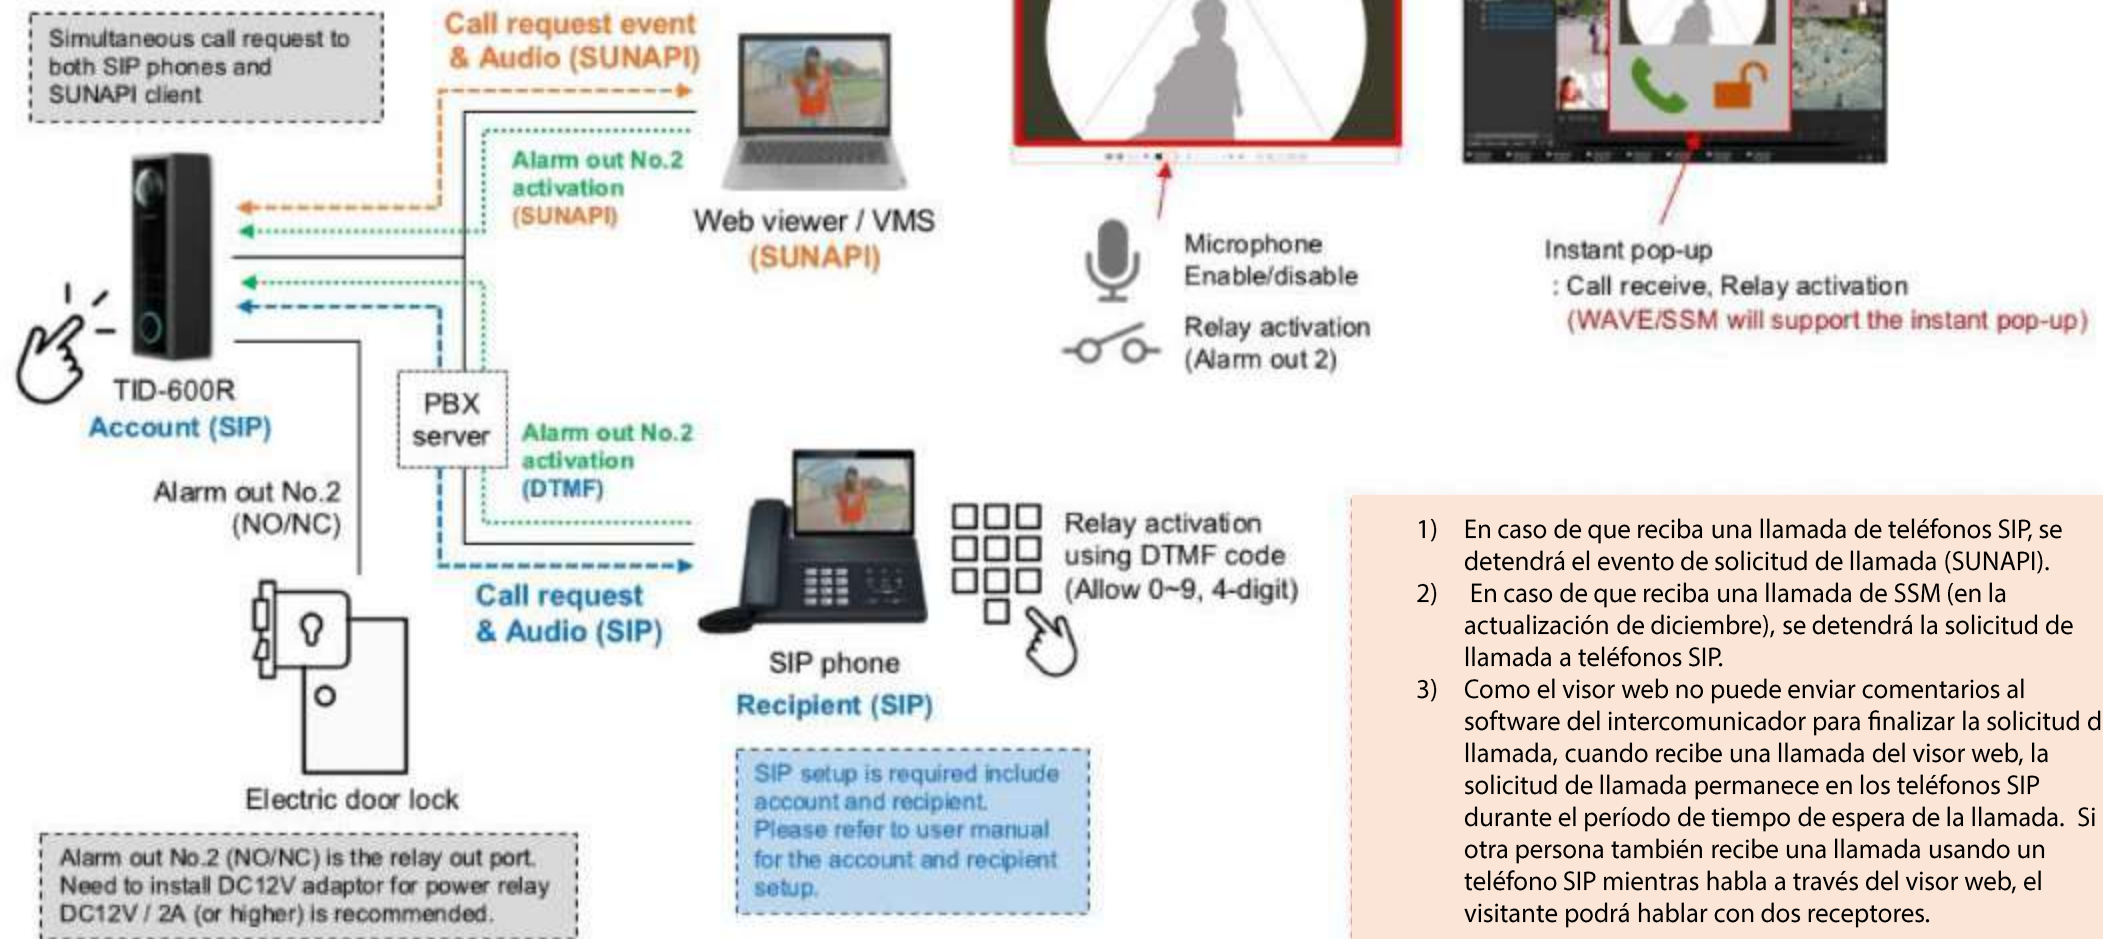 Simultaneous call request to
both SIP phones and
SUNAPI client
Call request event
& Audio (SUNAPI)
Alarm out No.2
activation
(SUNAPI)
Web viewer / VMS
(SUNAPI)
Microphone
Enable/disable
Relay activation
(Alarm out 2)
Instant pop-up
: Call receive, Relay activation
(WAVE/SSM will support the instant pop-up)
TID-600R
Account (SIP)
PBX
server
Alarm out No.2
activation
(DTMF)
Alarm out No.2
(NO/NC)
Call request
& Audio (SIP)
Relay activation
using DTMF code
(Allow 0~9, 4-digit)
SIP phone
Recipient (SIP)
Electric door lock
SIP setup is required include
account and recipient.
Please refer to user manual
for the account and recipient
setup.
Alarm out No.2 (NO/NC) is the relay out port.
Need to install DC12V adaptor for power relay
DC12V / 2A (or higher) is recommended.
1) En caso de que reciba una llamada de teléfonos SIP, se
detendrá el evento de solicitud de llamada (SUNAPI).
2) En caso de que reciba una llamada de SSM (en la
actualización de diciembre), se detendrá la solicitud de
llamada a teléfonos SIP.
3) Como el visor web no puede enviar comentarios al
software del intercomunicador para finalizar la solicitud d
llamada, cuando recibe una llamada del visor web, la
solicitud de llamada permanece en los teléfonos SIP
durante el período de tiempo de espera de la llamada. Si
otra persona también recibe una llamada usando un
teléfono SIP mientras habla a través del visor web, el
visitante podrá hablar con dos receptores.